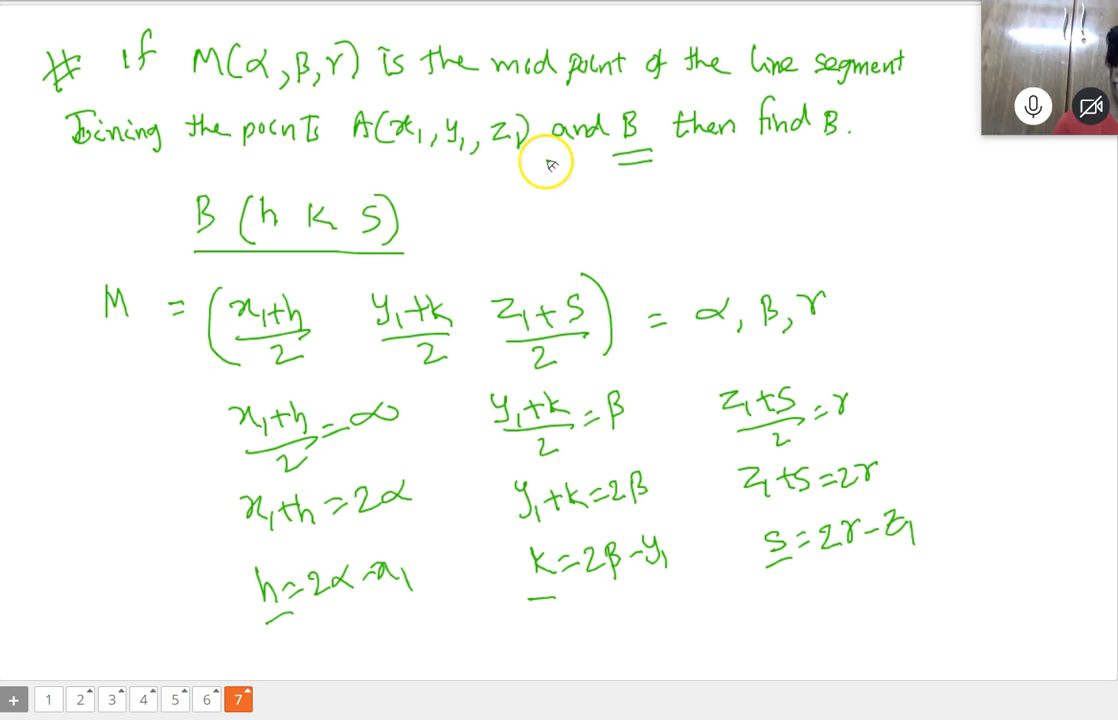 # If M(α, β, r) is the mid point of the line segment
Joining the points A(x₁, y₁, z₁) and B then find B.
B (h k S)
M = (x₁+h/2 y₁+k/2 z₁+S/2) = α, β, r
x₁+h/2 = ∞ y₁+k/2 = β z₁+S/2 = r
x₁+h = 2α y₁+k = 2β z₁+S = 2r
h = 2α - x₁ k = 2β - y₁ S = 2r - z₁
+ 1 2 3 4 5 6 7